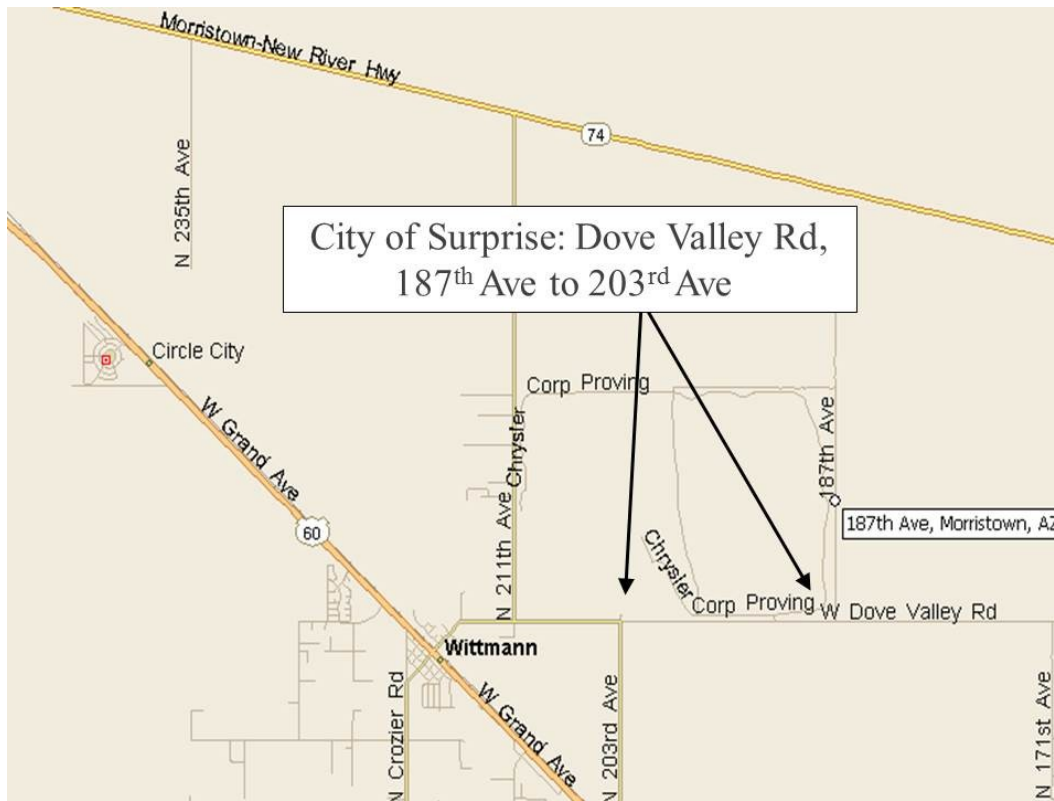 Morristown-New River Hwy
74
N 235th Ave
City of Surprise: Dove Valley Rd,
187th Ave to 203rd Ave
Circle City
Corp Proving
Chrysler
W Grand Ave
187th Ave
60
187th Ave, Morristown, AZ
N 211th Ave
Chrysler
Corp Proving
W Dove Valley Rd
Wittmann
N Crozier Rd
W Grand Ave
N 203rd Ave
N 171st Ave